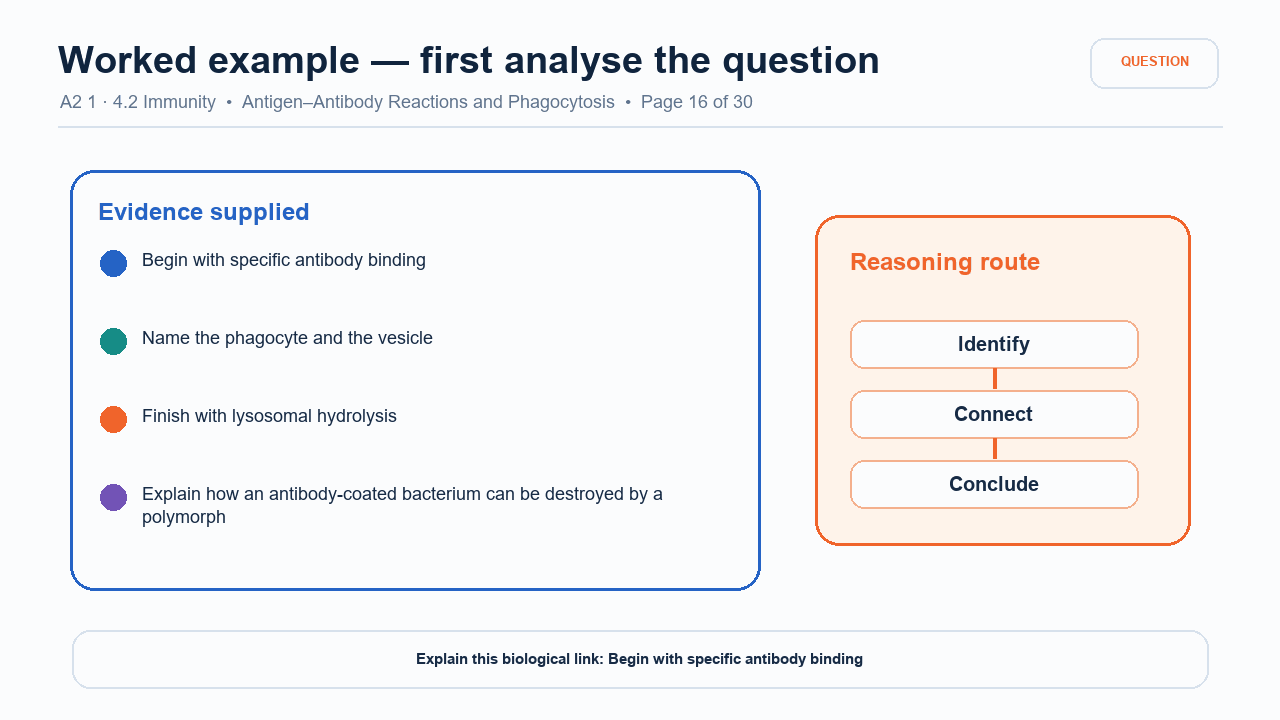 Worked example — first analyse the question
QUESTION
A2 1 · 4.2 Immunity • Antigen–Antibody Reactions and Phagocytosis • Page 16 of 30
Evidence supplied
Begin with specific antibody binding
Name the phagocyte and the vesicle
Finish with lysosomal hydrolysis
Explain how an antibody-coated bacterium can be destroyed by a
polymorph
Reasoning route
Identify
Connect
Conclude
Explain this biological link: Begin with specific antibody binding